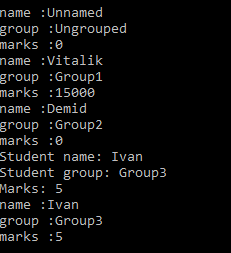 name :Unnamed
group :Ungrouped
marks :0
name :Vitalik
group :Group1
marks :15000
name :Demid
group :Group2
marks :0
Student name: Ivan
Student group: Group3
Marks: 5
name :Ivan
group :Group3
marks :5